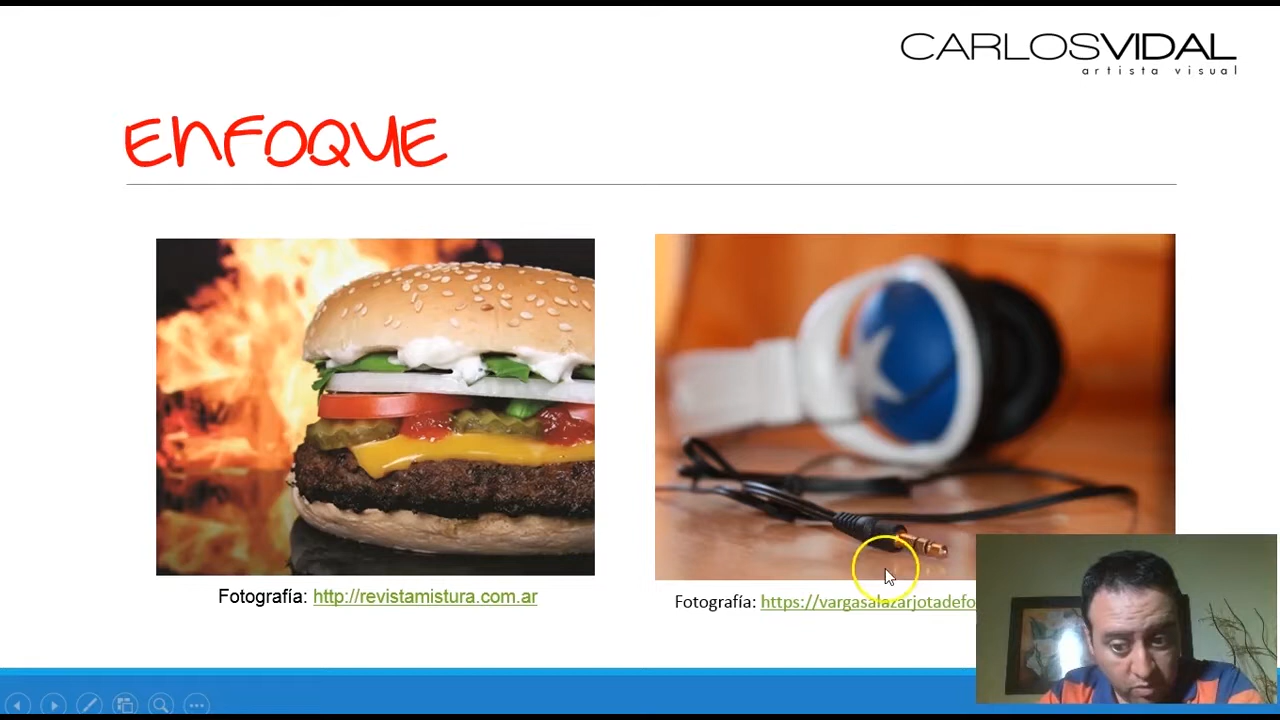 CARLOSVIDAL
artista visual
ENFOQUE
Fotografía: http://revistamistura.com.ar
Fotografía: https://vargasalazarjotadefo